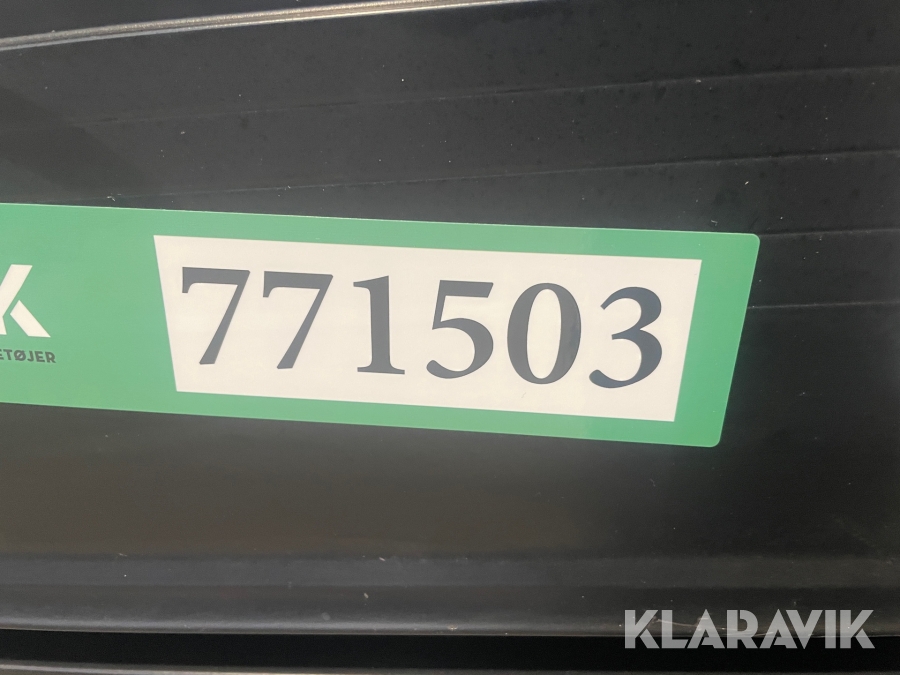 K
ETØJER
771503
KLARAVIK